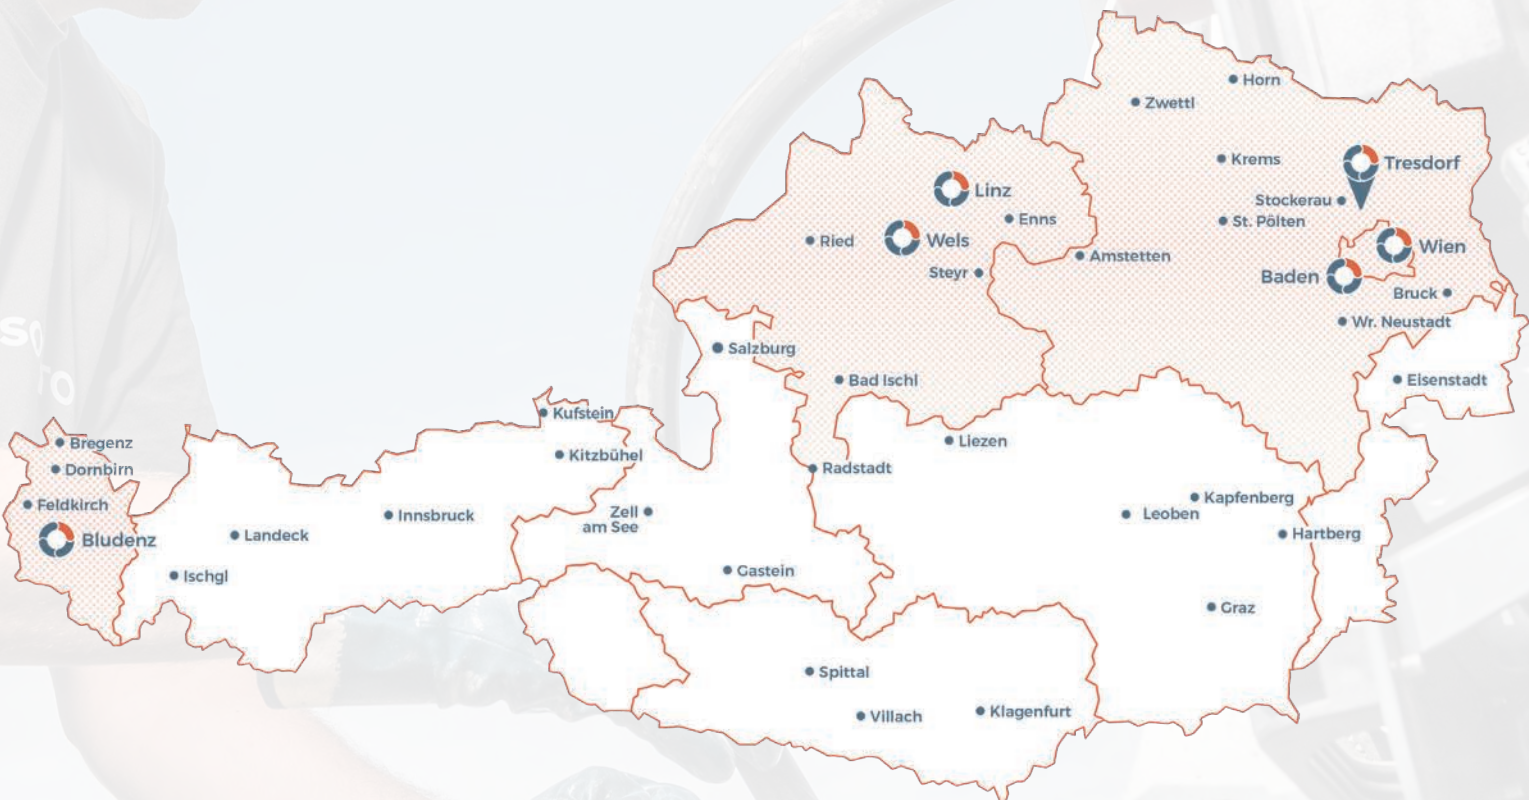 Horn
Zwettl
Krems
Tresdorf
Linz
Stockerau
Enns
St. Pölten
Ried
Wels
Wien
Amstetten
Steyr
Baden
Bruck
Wr. Neustadt
Salzburg
Bad Ischl
Eisenstadt
Kufstein
Bregenz
Liezen
Kitzbühel
Dornbirn
Radstadt
Kapfenberg
Feldkirch
Zell
am See
Innsbruck
Leoben
Landeck
Hartberg
Bludenz
Gastein
Ischgl
Graz
Spittal
Klagenfurt
Villach